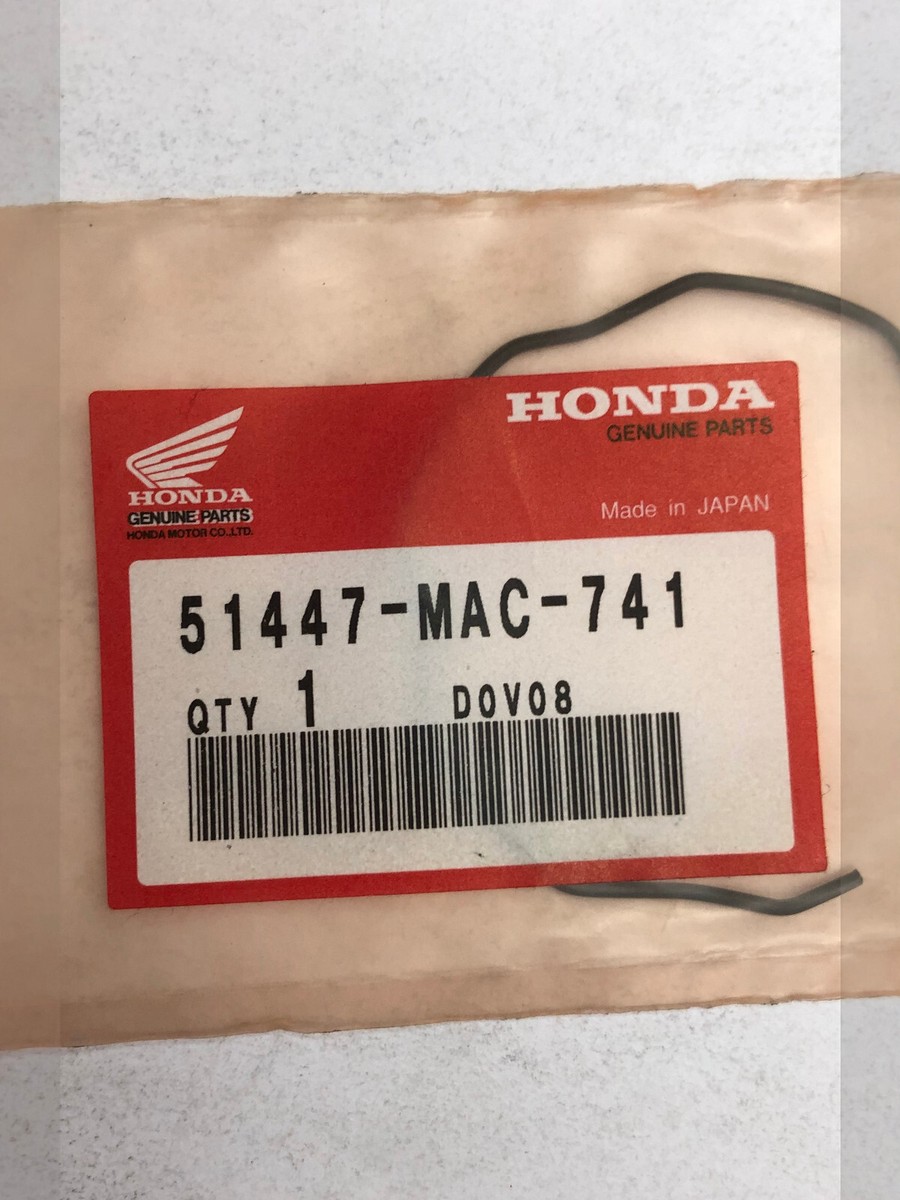 HONDA
GENUINE PARTS
Made in JAPAN
HONDA
GENUINE PARTS
HONDA MOTOR CO.,LTD.
51447-MAC-741
QTY 1 D0V08